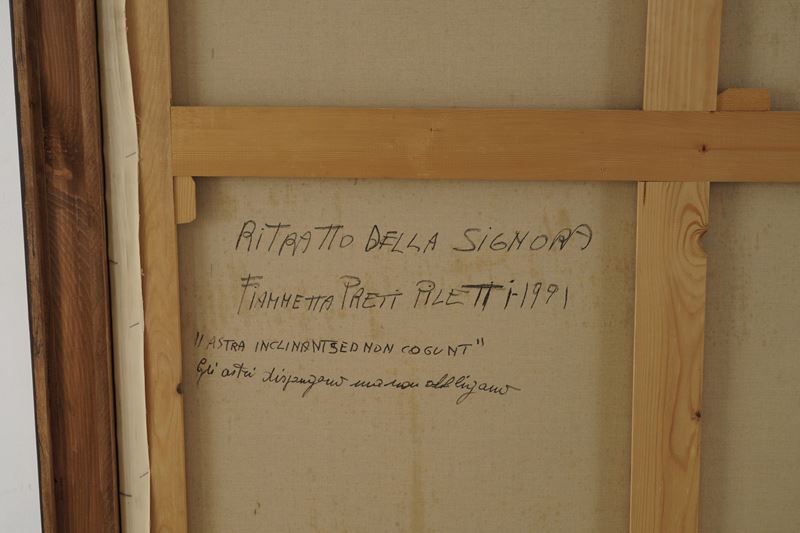 RITRATTO DELLA SIGNORA
FIAMMETTA PRETI PILETTI-1991
"ASTRA INCLINANT SED NON COGUNT"
Gli astri dispongono ma non obbligano